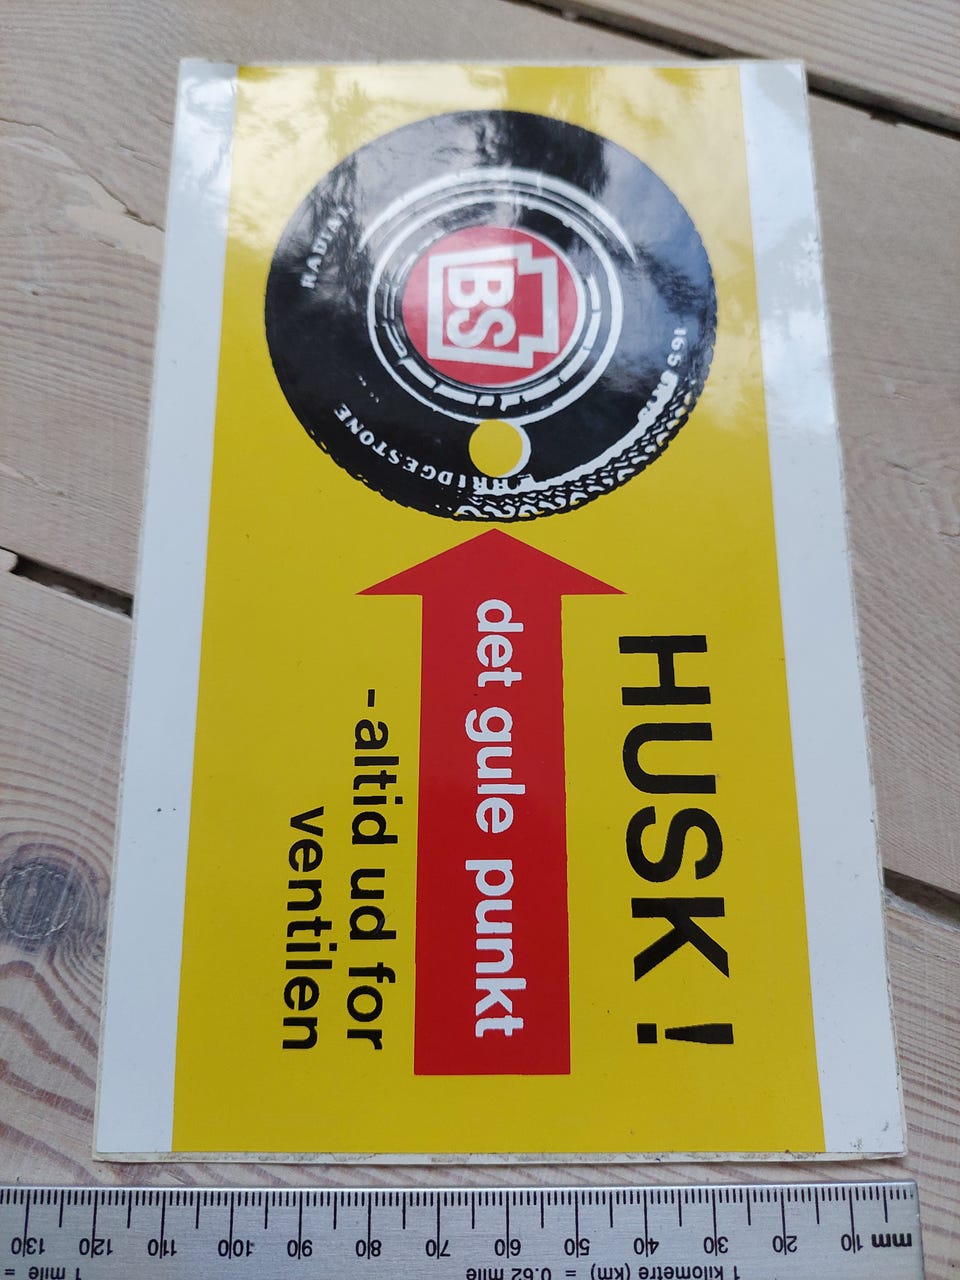 HUSK!
det gule punkt
-altid ud for
ventilen
RADIAL
BS
165
BRIDGESTONE
mm 10 20 30 40 50 60 70 80 90 100 110 120 130
1 kilometre (km) = 0.62 mile
1 mile =